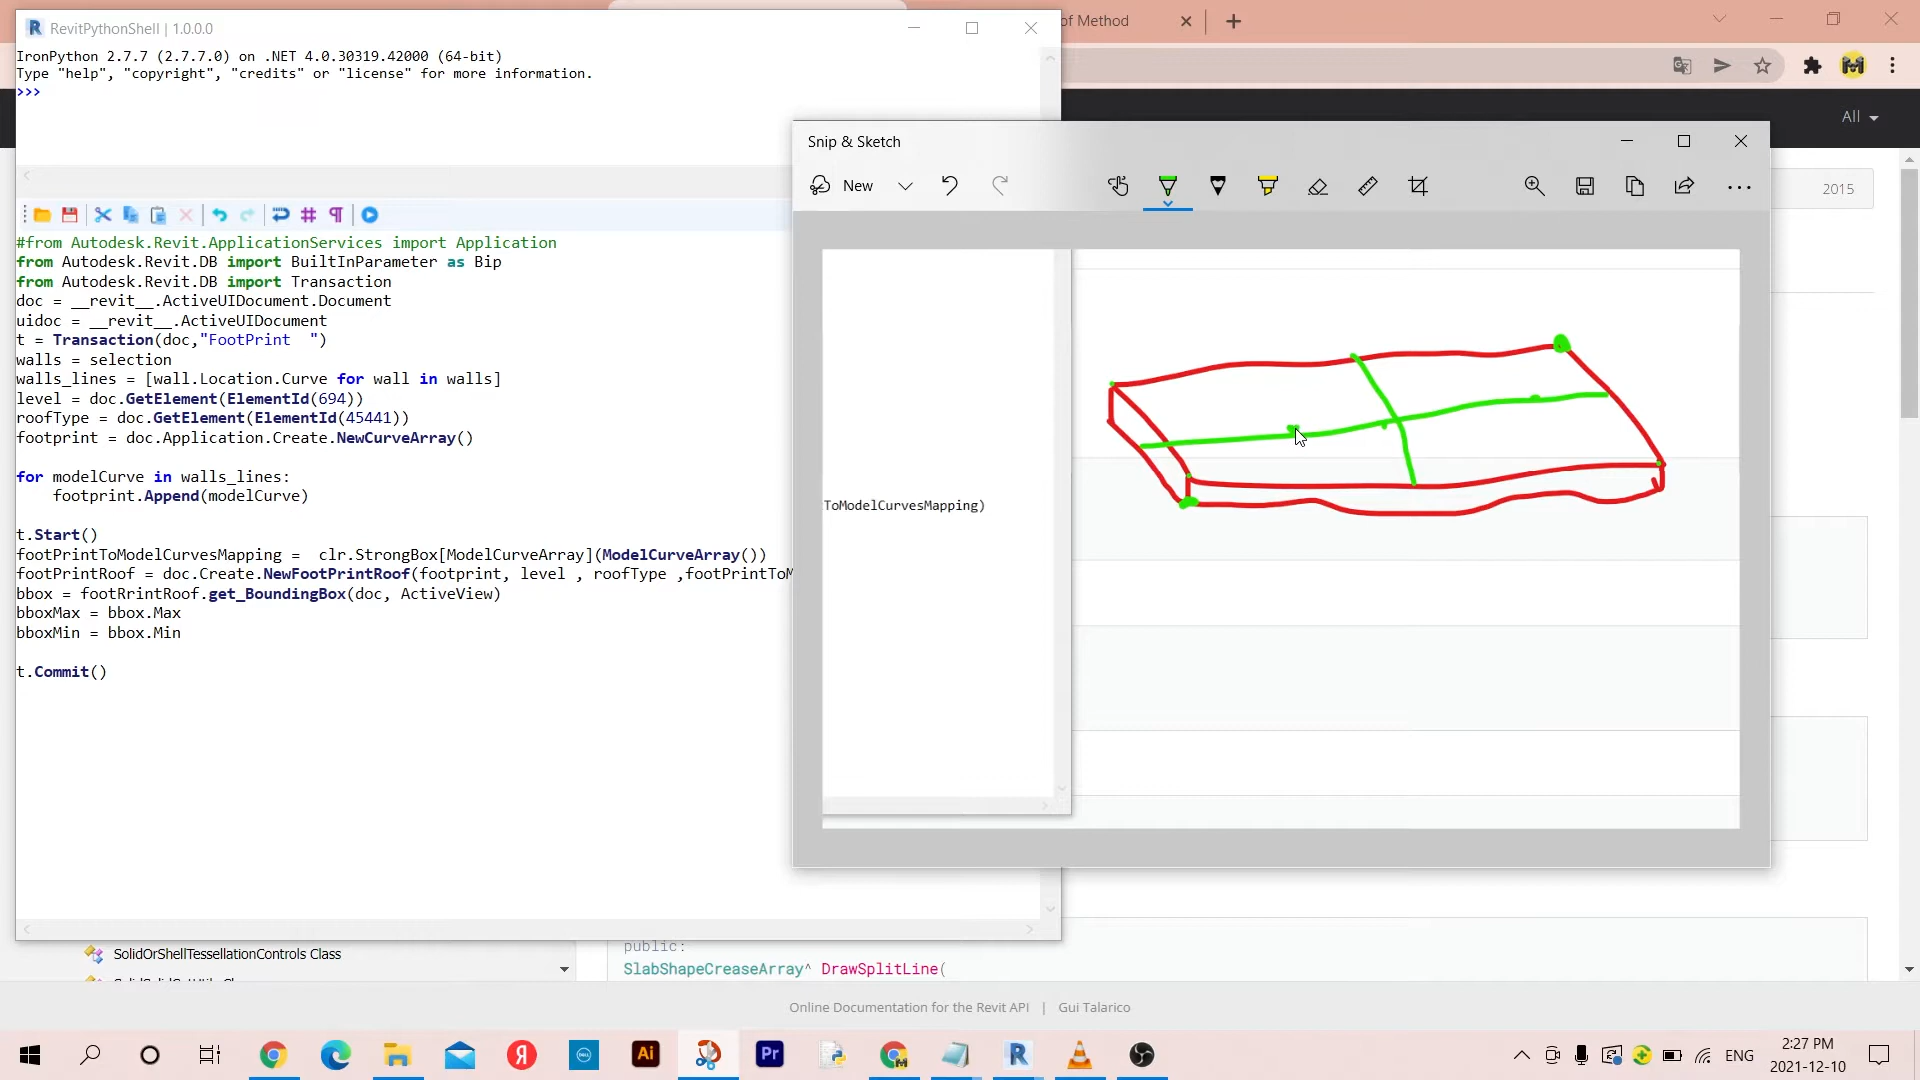 RevitPythonShell | 1.0.0.0
of Method
IronPython 2.7.7 (2.7.7.0) on .NET 4.0.30319.42000 (64-bit)
Type "help", "copyright", "credits" or "license" for more information.
>>>
All
Snip & Sketch
New
2015
#from Autodesk.Revit.ApplicationServices import Application
from Autodesk.Revit.DB import BuiltInParameter as Bip
from Autodesk.Revit.DB import Transaction
doc = __revit__.ActiveUIDocument.Document
uidoc = __revit__.ActiveUIDocument
t = Transaction(doc,"FootPrint  ")
walls = selection
walls_lines = [wall.Location.Curve for wall in walls]
level = doc.GetElement(ElementId(694))
roofType = doc.GetElement(ElementId(45441))
footprint = doc.Application.Create.NewCurveArray()
for modelCurve in walls_lines:
    footprint.Append(modelCurve)
ToModelCurvesMapping)
t.Start()
footPrintToModelCurvesMapping =  clr.StrongBox[ModelCurveArray](ModelCurveArray())
footPrintRoof = doc.Create.NewFootPrintRoof(footprint, level , roofType ,footPrintToM
bbox = footRrintRoof.get_BoundingBox(doc, ActiveView)
bboxMax = bbox.Max
bboxMin = bbox.Min
t.Commit()
SolidOrShellTessellationControls Class
public:
SlabShapeCreaseArray^ DrawSplitLine(
Online Documentation for the Revit API | Gui Talarico
ENG
2:27 PM
2021-12-10